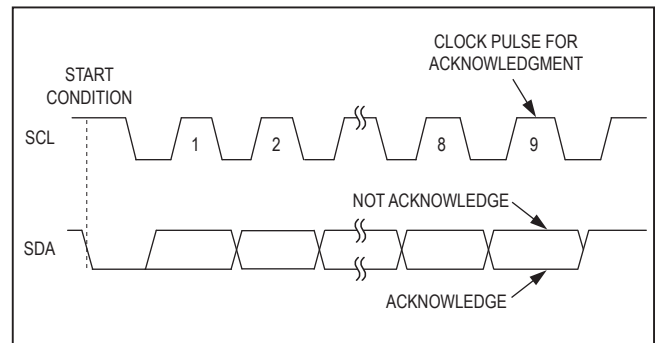 CLOCK PULSE FOR
ACKNOWLEDGMENT
START
CONDITION
SCL
1 2 8 9
NOT ACKNOWLEDGE
SDA
ACKNOWLEDGE